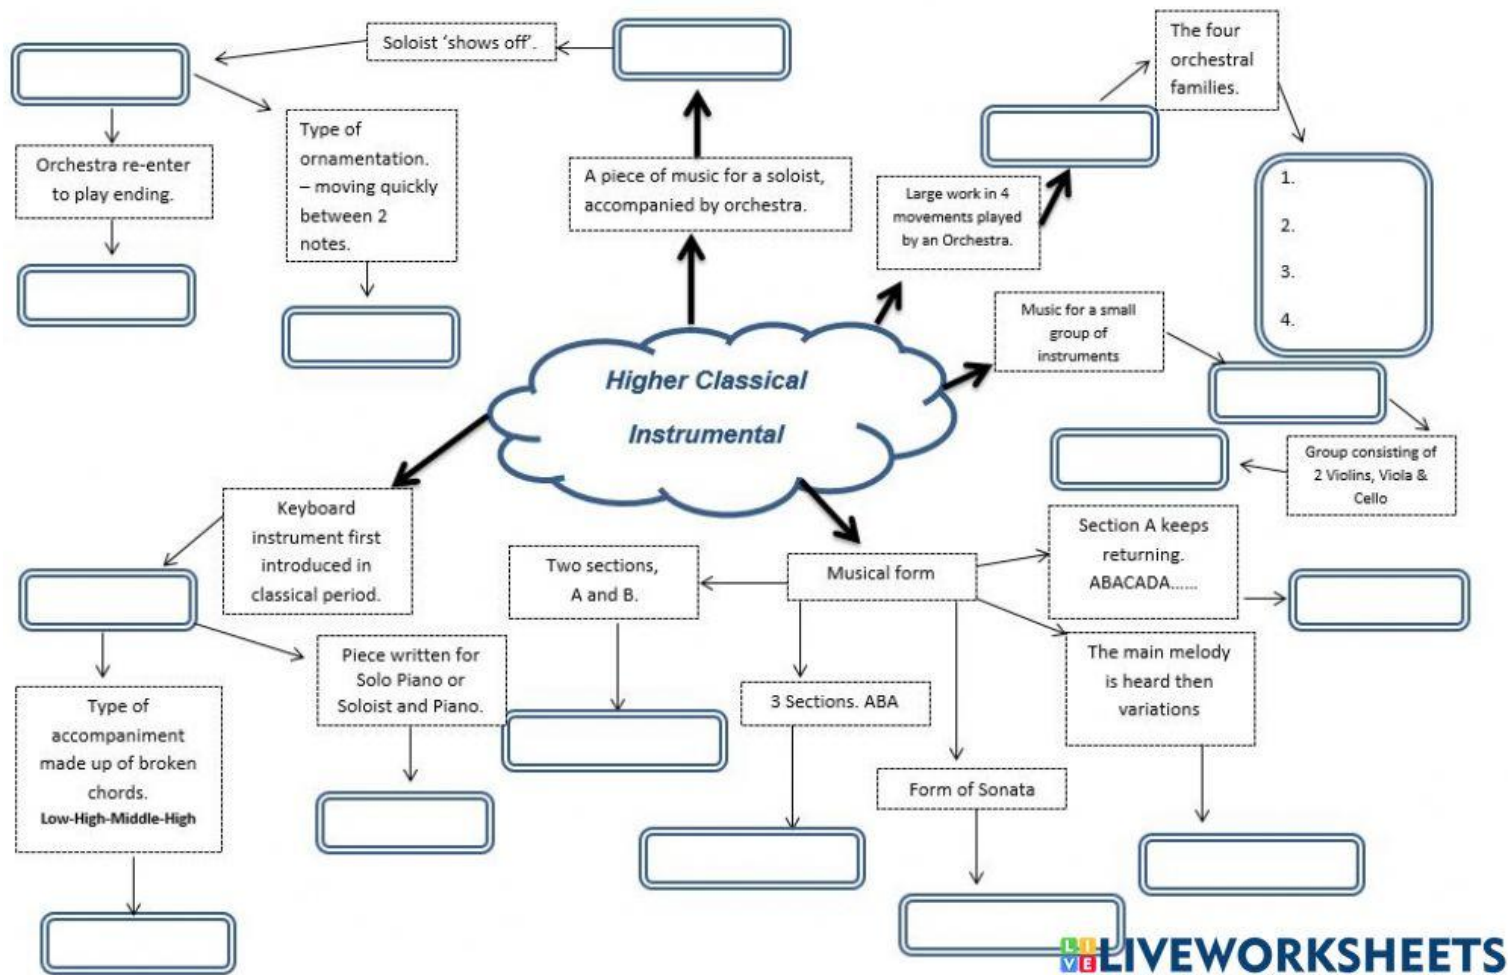 Soloist ‘shows off’.
The four
orchestral
families.
Orchestra re-enter
to play ending.
Type of
ornamentation.
– moving quickly
between 2
notes.
A piece of music for a soloist,
accompanied by orchestra.
Large work in 4
movements played
by an Orchestra.
1.
2.
3.
4.
Music for a small
group of
instruments
Higher Classical
Instrumental
Group consisting of
2 Violins, Viola &
Cello
Keyboard
instrument first
introduced in
classical period.
Two sections,
A and B.
Musical form
Section A keeps
returning.
ABACADA......
Piece written for
Solo Piano or
Soloist and Piano.
3 Sections. ABA
The main melody
is heard then
variations
Type of
accompaniment
made up of broken
chords.
Low-High-Middle-High
Form of Sonata
LIVE LIVEWORKSHEETS